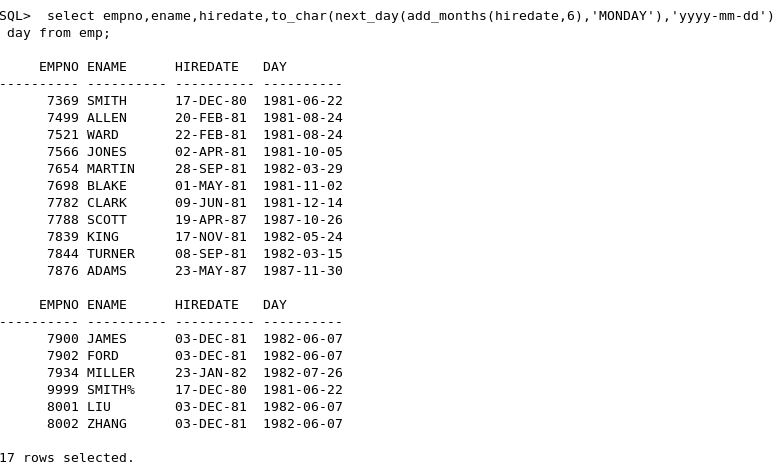 SQL>  select empno,ename,hiredate,to_char(next_day(add_months(hiredate,6),'MONDAY'),'yyyy-mm-dd')
 day from emp;
     EMPNO ENAME      HIREDATE   DAY
---------- ---------- ---------- ----------
      7369 SMITH      17-DEC-80  1981-06-22
      7499 ALLEN      20-FEB-81  1981-08-24
      7521 WARD       22-FEB-81  1981-08-24
      7566 JONES      02-APR-81  1981-10-05
      7654 MARTIN     28-SEP-81  1982-03-29
      7698 BLAKE      01-MAY-81  1981-11-02
      7782 CLARK      09-JUN-81  1981-12-14
      7788 SCOTT      19-APR-87  1987-10-26
      7839 KING       17-NOV-81  1982-05-24
      7844 TURNER     08-SEP-81  1982-03-15
      7876 ADAMS      23-MAY-87  1987-11-30
     EMPNO ENAME      HIREDATE   DAY
---------- ---------- ---------- ----------
      7900 JAMES      03-DEC-81  1982-06-07
      7902 FORD       03-DEC-81  1982-06-07
      7934 MILLER     23-JAN-82  1982-07-26
      9999 SMITH%     17-DEC-80  1981-06-22
      8001 LIU        03-DEC-81  1982-06-07
      8002 ZHANG      03-DEC-81  1982-06-07
17 rows selected.